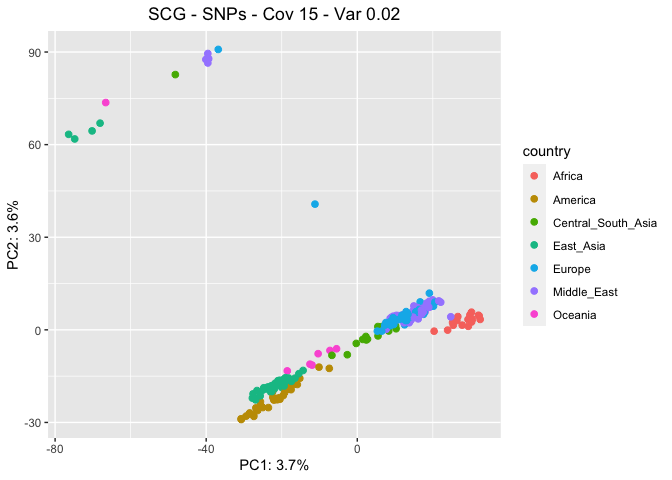 SCG - SNPs - Cov 15 - Var 0.02
90
60
30
0
-30
PC2: 3.6%
-80
-40
0
PC1: 3.7%
country
Africa
America
Central_South_Asia
East_Asia
Europe
Middle_East
Oceania